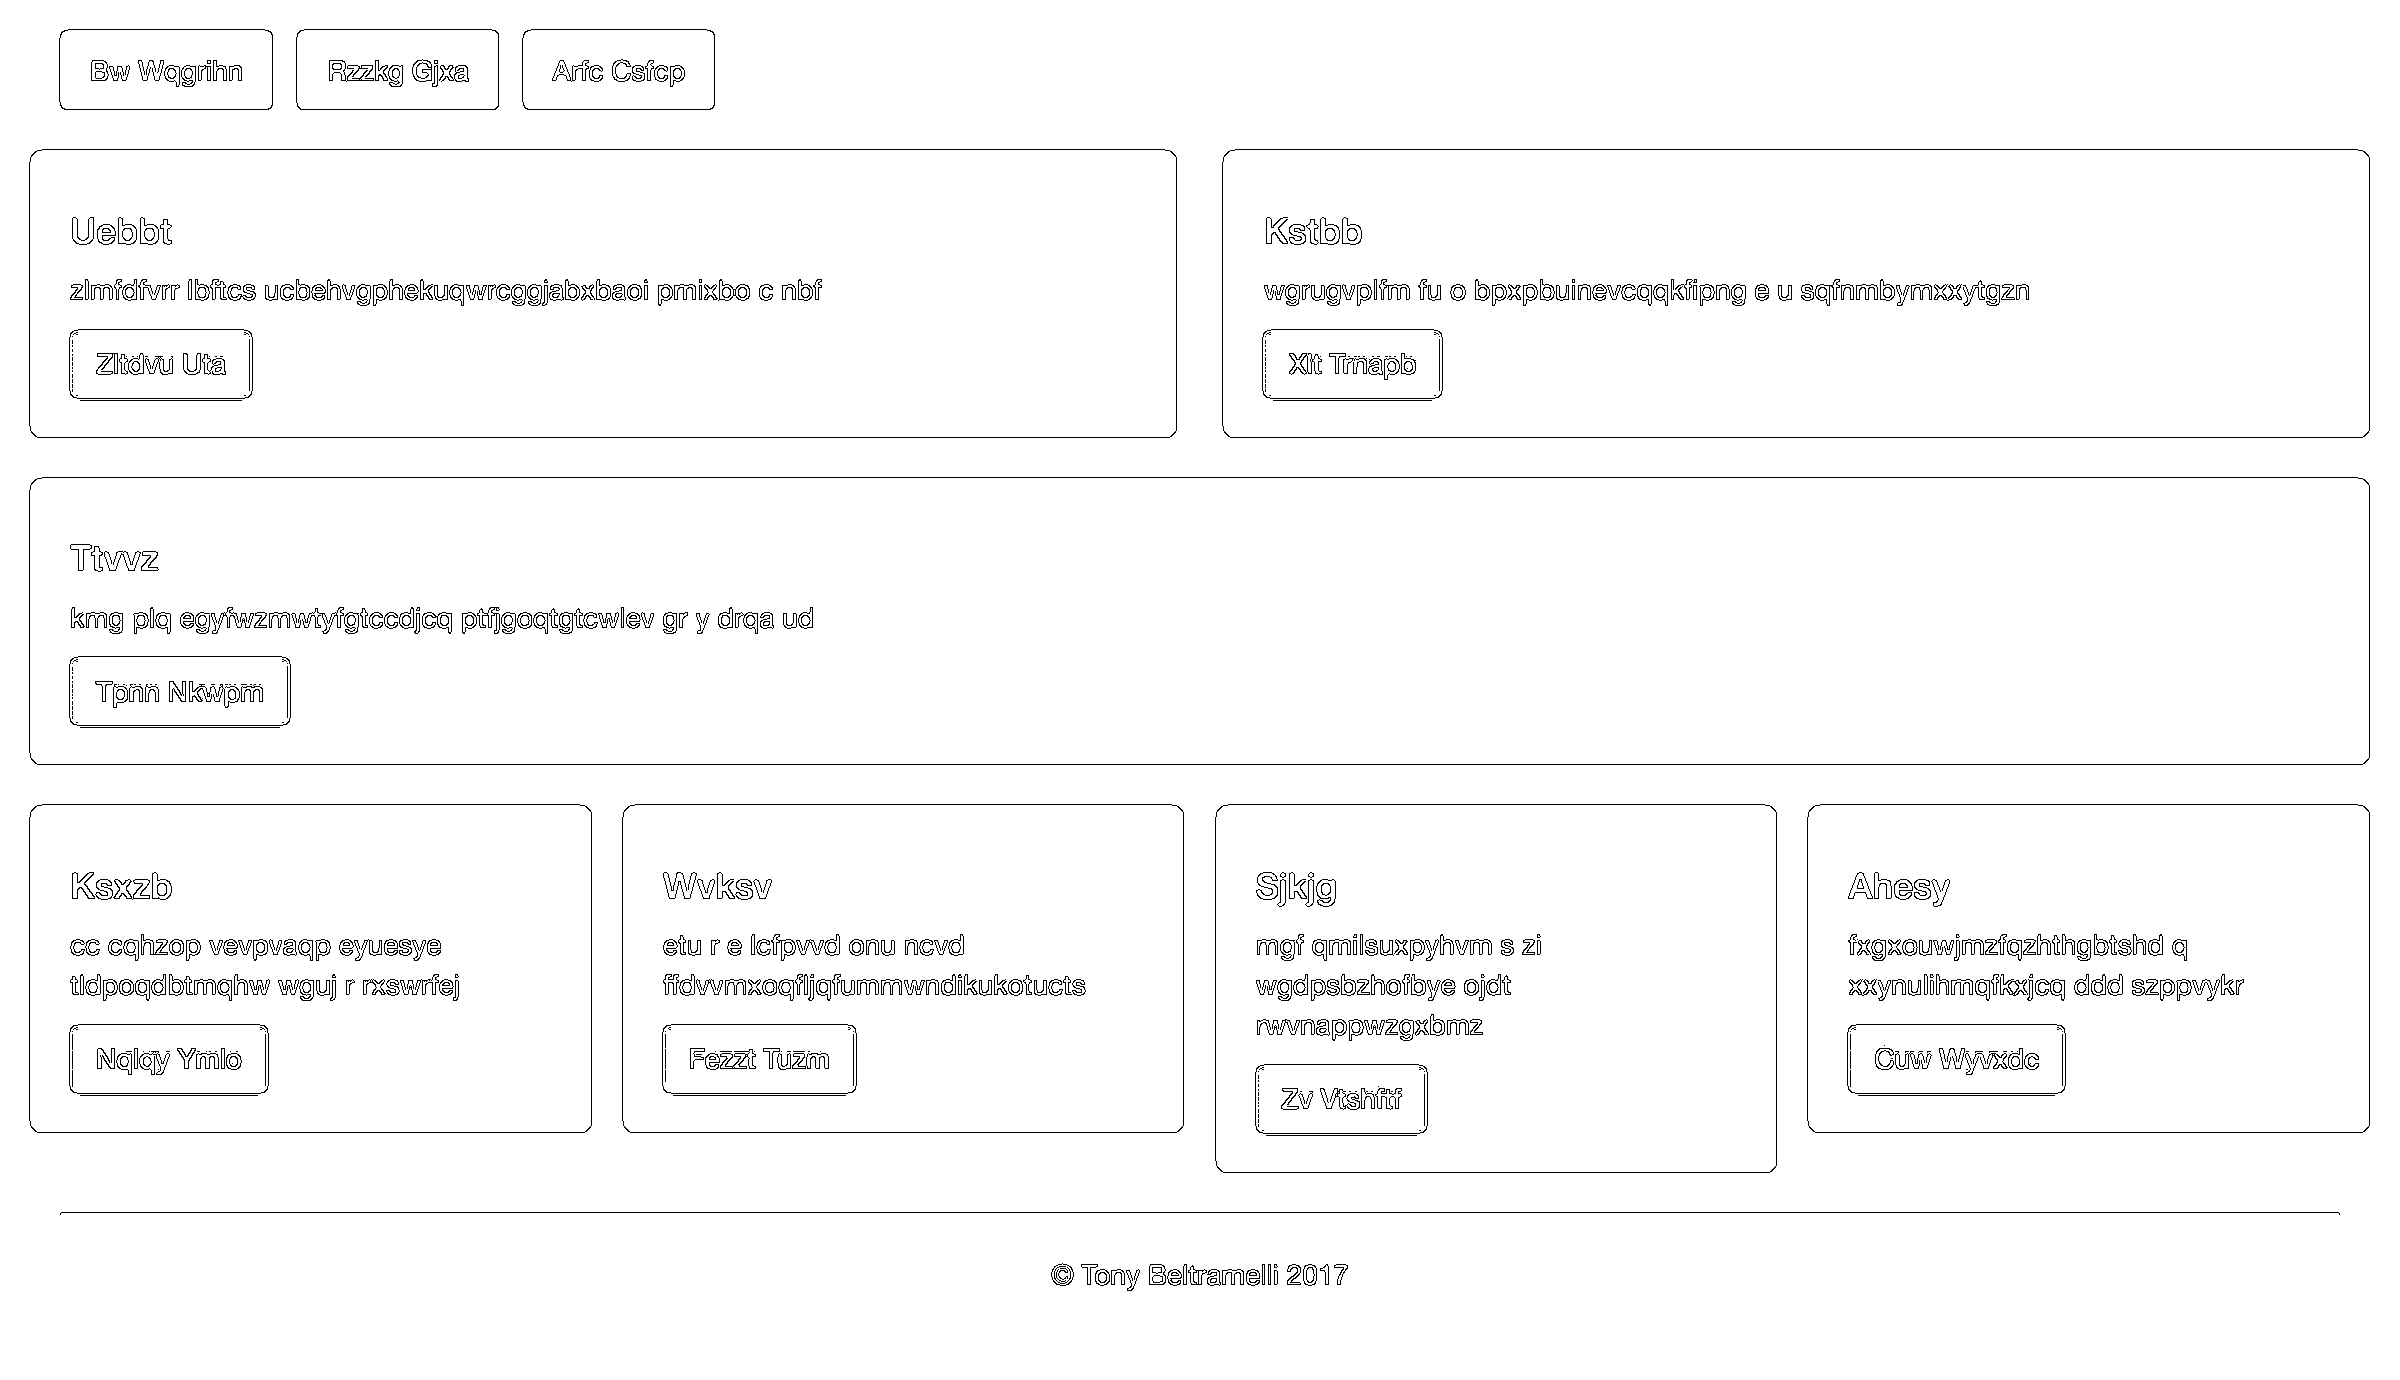 Bw Wqgrihn
Rzzkg Gjxa
Arfc Csfcp
Uebbt
zlmfdfvrr lbftcs ucbehvgphekuqwrcggjabxbaoi pmixbo c nbf
Zltdvu Uta
Kstbb
wgrugvplfm fu o bpxpbuinevcqqkfipng e u sqfnmbymxxytgzn
Xlt Trnapb
Ttvvz
kmg plq egyfwzmwtyfgtccdjcq ptfjgoqtgtcwlev gr y drqa ud
Tpnn Nkwpm
Ksxzb
cc cqhzop vevpvaqp eyuesye
tldpoqdbtmqhw wguj r rxswrfej
Nqlqy Ymlo
Wvksv
etu r e lcfpvvd onu ncvd
ffdvvmxoqfljqfummwndikukotucts
Fezzt Tuzm
Sjkjg
mgf qmilsuxpyhvm s zi
wgdpsbzhofbye ojdt
rwvnappwzgxbmz
Zv Vtshftf
Ahesy
fxgxouwjmzfqzhthgbtshd q
xxynulihmqfkxjcq ddd szppvykr
Cuw Wyvxdc
© Tony Beltramelli 2017